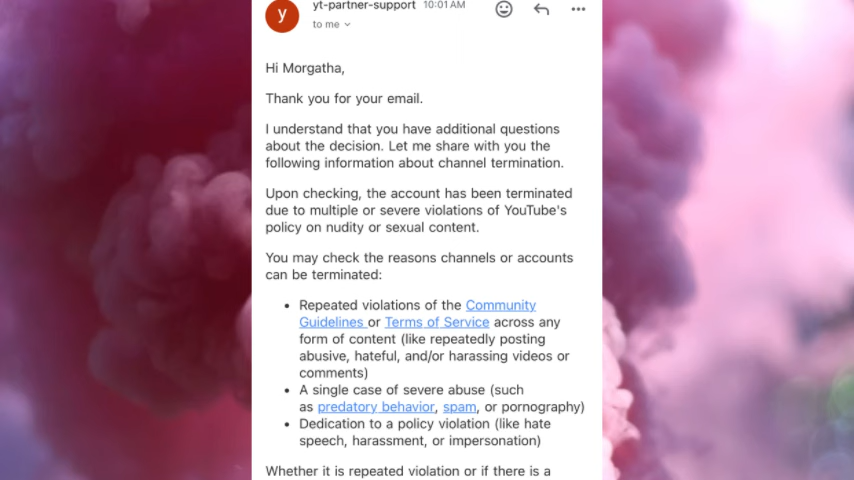 y
yt-partner-support 10:01 AM
to me
Hi Morgatha,
Thank you for your email.
I understand that you have additional questions
about the decision. Let me share with you the
following information about channel termination.
Upon checking, the account has been terminated
due to multiple or severe violations of YouTube's
policy on nudity or sexual content.
You may check the reasons channels or accounts
can be terminated:
• Repeated violations of the Community
Guidelines or Terms of Service across any
form of content (like repeatedly posting
abusive, hateful, and/or harassing videos or
comments)
• A single case of severe abuse (such
as predatory behavior, spam, or pornography)
• Dedication to a policy violation (like hate
speech, harassment, or impersonation)
Whether it is repeated violation or if there is a